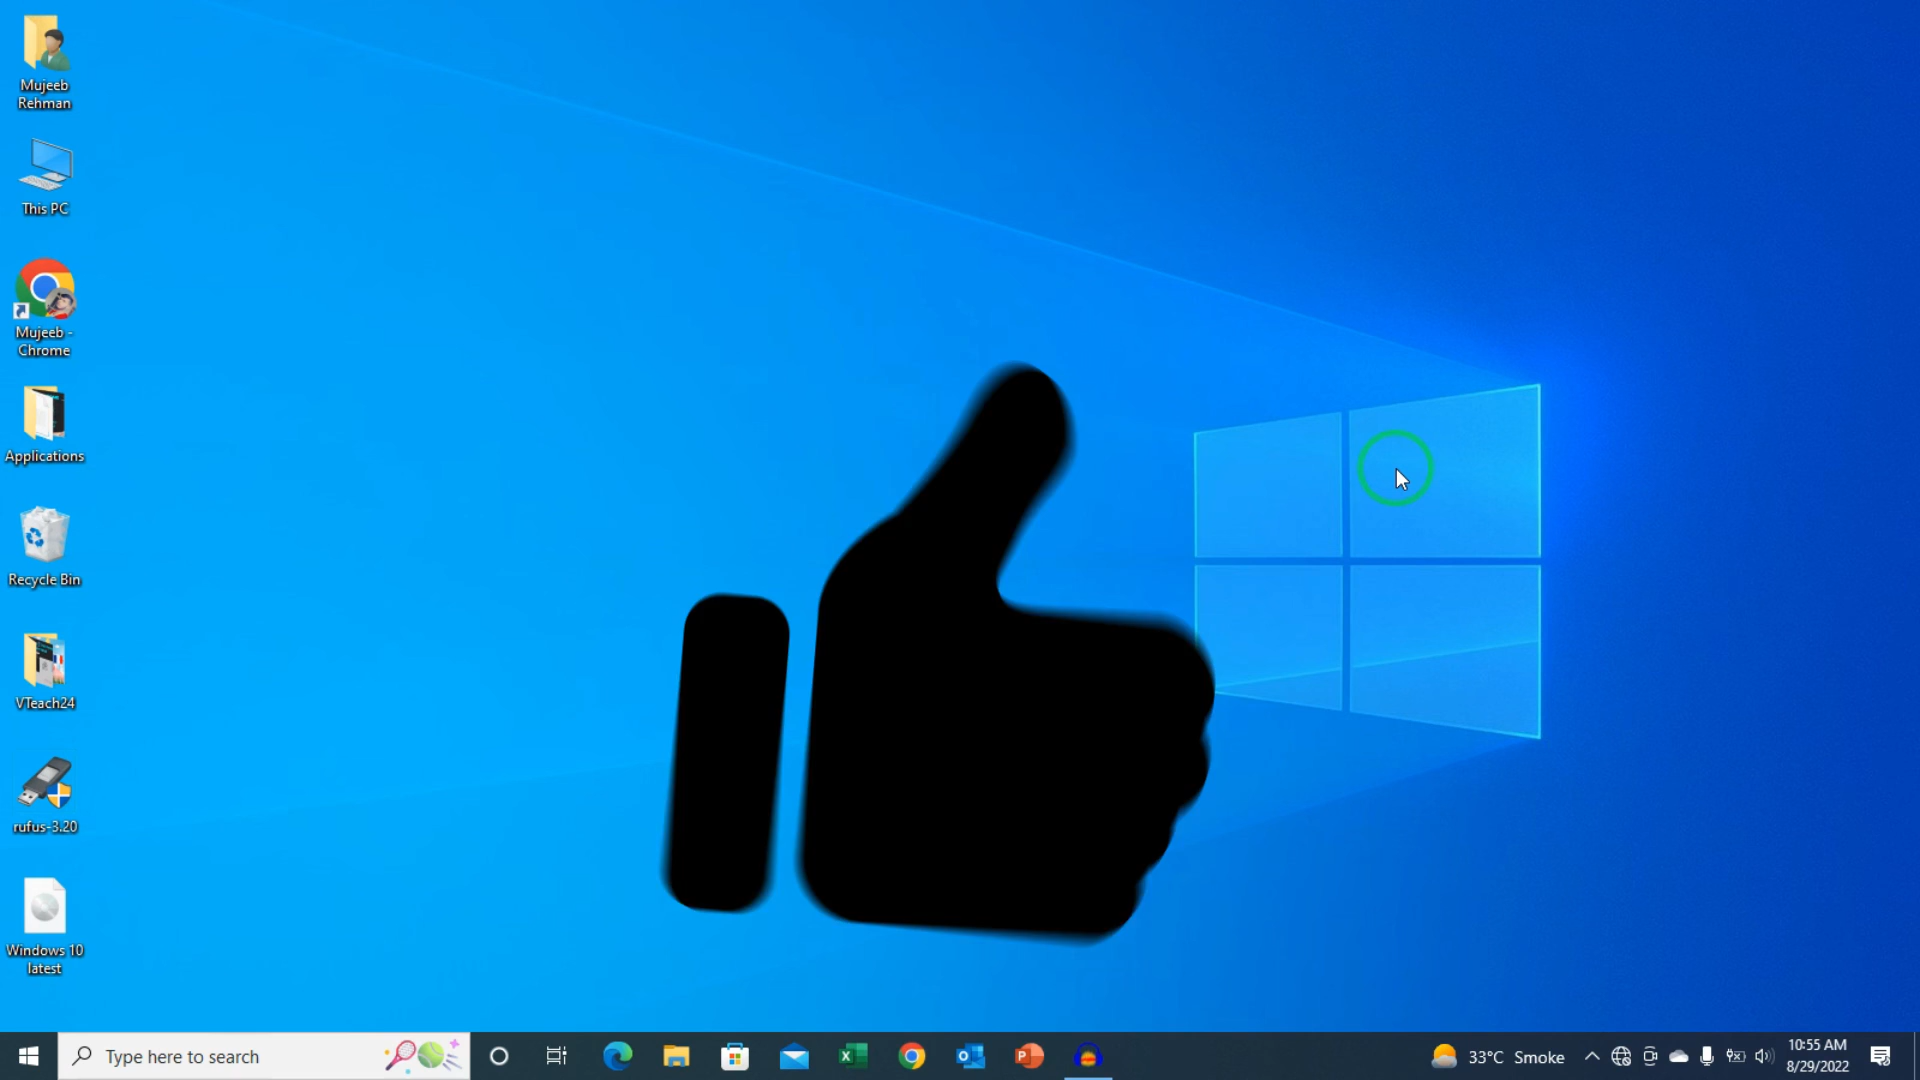 Mujeeb
Rehman
This PC
Mujeeb -
Chrome
Applications
Recycle Bin
VTeach24
rufus-3.20
Windows 10
latest
Type here to search
33°C Smoke
10:55 AM
8/29/2022